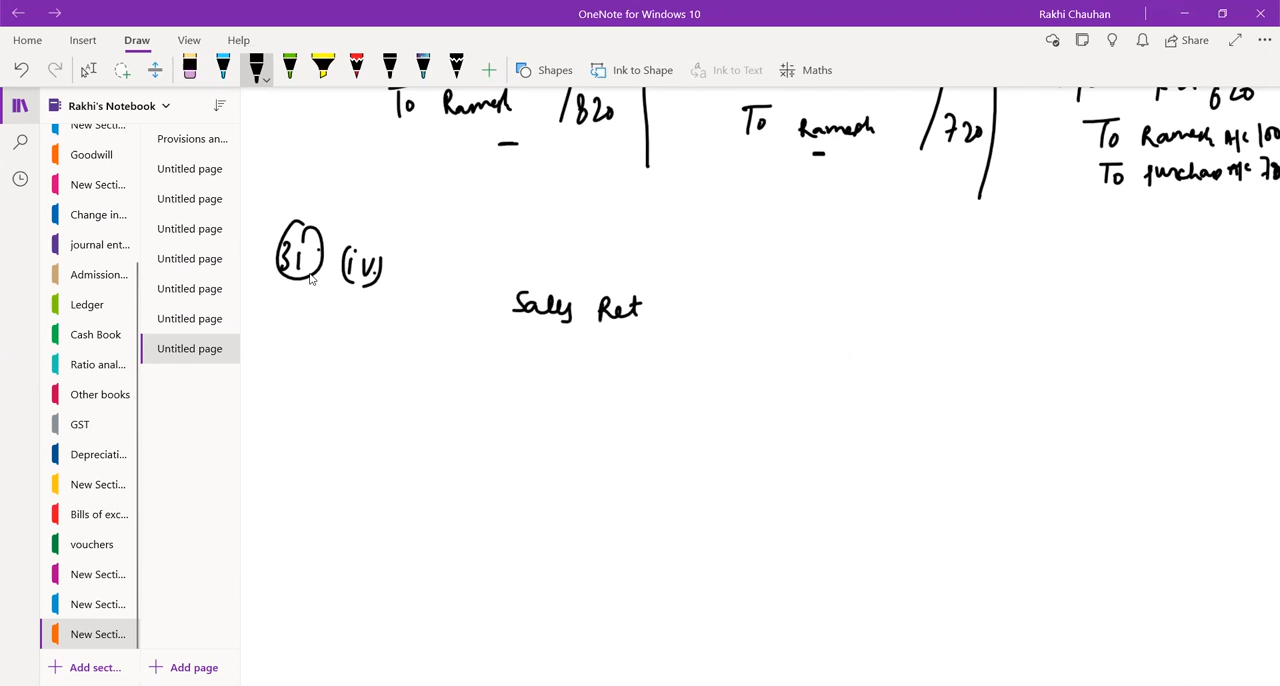 OneNote for Windows 10
Rakhi Chauhan
Home Insert Draw View Help
Share
Shapes
Ink to Shape
Ink to Text
Maths
Rakhi's Notebook
New Secti...
Goodwill
New Secti...
Change in...
journal ent...
Admission...
Ledger
Cash Book
Ratio anal...
Other books
GST
Depreciati...
New Secti...
Bills of exc...
vouchers
New Secti...
New Secti...
New Secti...
Add sect...
Provisions an...
Untitled page
Untitled page
Untitled page
Untitled page
Untitled page
Untitled page
Untitled page
Add page
To Ramesh /820
To Ramesh /720
To Ramesh A/c 100
To purchase A/c
31 (iv)
Sales Ret